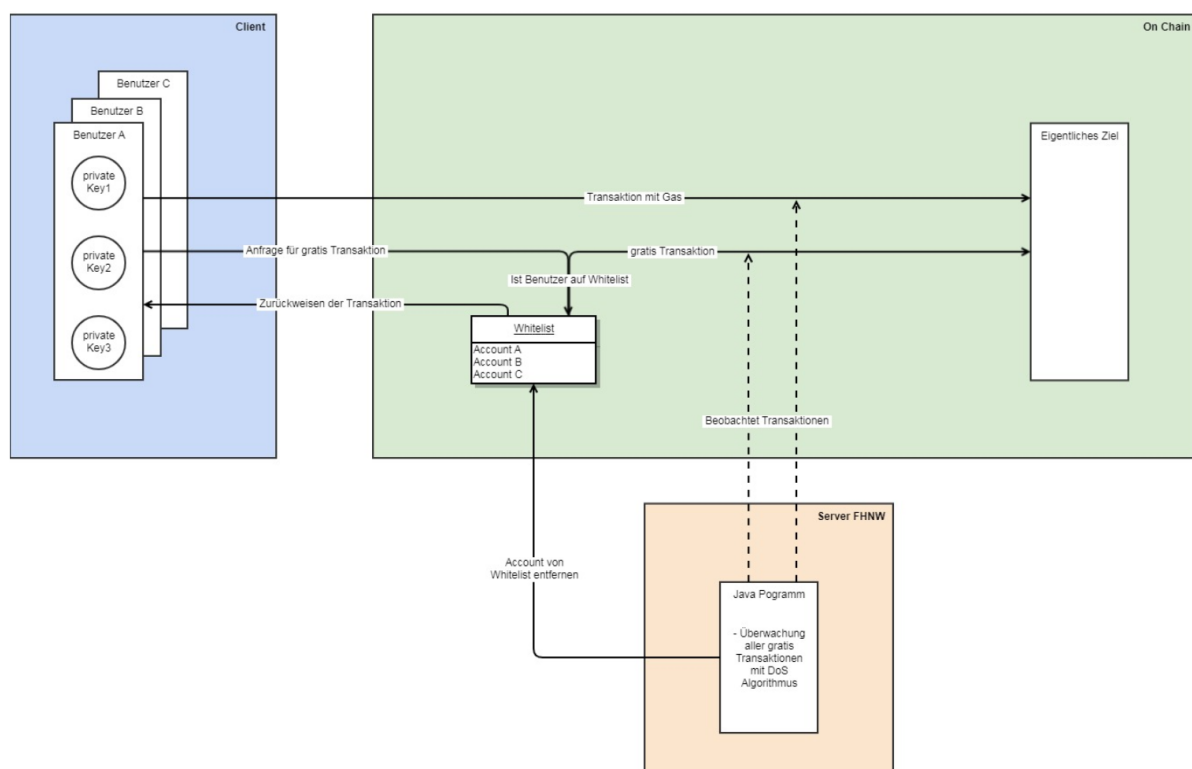 Client
On Chain
Benutzer C
Benutzer B
Benutzer A
private
Key1
private
Key2
private
Key3
Eigentliches Ziel
Transaktion mit Gas
Anfrage für gratis Transaktion
gratis Transaktion
Ist Benutzer auf Whitelist
Zurückweisen der Transaktion
Whitelist
Account A
Account B
Account C
Beobachtet Transaktionen
Server FHNW
Account von
Whitelist entfernen
Java Pogramm
- Überwachung
aller gratis
Transaktionen
mit DoS
Algorithmus